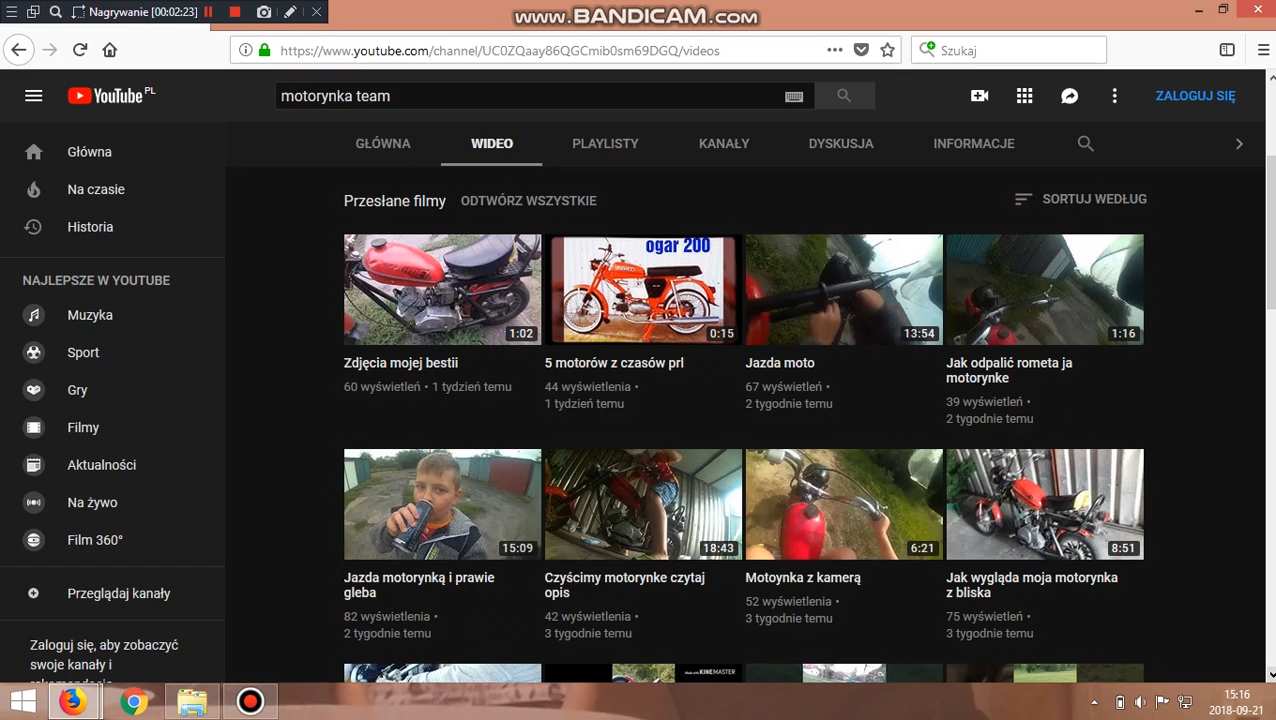 Nagrywanie [00:02:23]
www.BANDICAM.com
https://www.youtube.com/channel/UC0ZQaay86QGCmib0sm69DGQ/videos
Szukaj
YouTube PL
motorynka team
ZALOGUJ SIĘ
GŁÓWNA
WIDEO
PLAYLISTY
KANAŁY
DYSKUSJA
INFORMACJE
Główna
Na czasie
Historia
NAJLEPSZE W YOUTUBE
Muzyka
Sport
Gry
Filmy
Aktualności
Na żywo
Film 360°
Przeglądaj kanały
Zaloguj się, aby zobaczyć
swoje kanały i
Przesłane filmy
ODTWÓRZ WSZYSTKIE
SORTUJ WEDŁUG
1:02
Zdjęcia mojej bestii
60 wyświetleń • 1 tydzień temu
ogar 200
0:15
5 motorów z czasów prl
44 wyświetlenia •
1 tydzień temu
13:54
Jazda moto
67 wyświetleń •
2 tygodnie temu
1:16
Jak odpalić rometa ja
motorynke
39 wyświetleń •
2 tygodnie temu
15:09
Jazda motorynką i prawie
gleba
82 wyświetlenia •
2 tygodnie temu
18:43
Czyścimy motorynke czytaj
opis
42 wyświetlenia •
3 tygodnie temu
6:21
Motoynka z kamerą
52 wyświetlenia •
3 tygodnie temu
8:51
Jak wygląda moja motorynka
z bliska
75 wyświetleń •
3 tygodnie temu
Made with KINEMASTER
15:16
2018-09-21